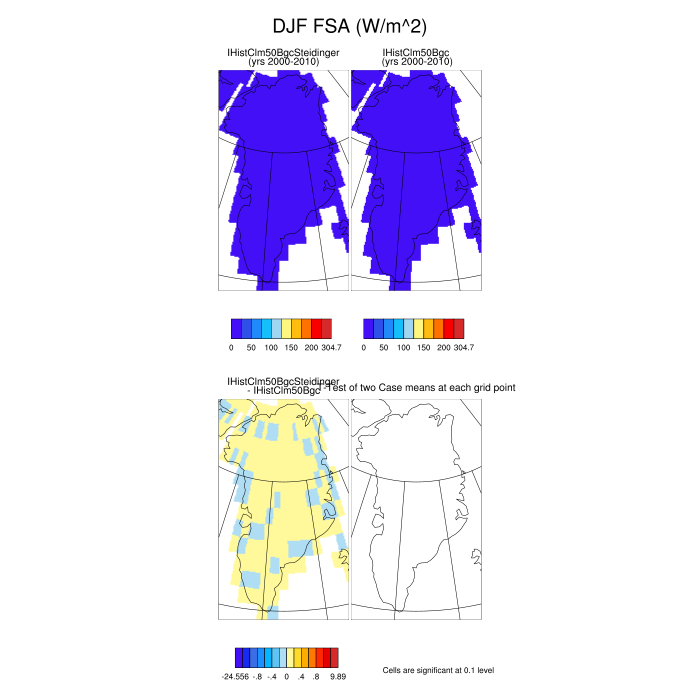 DJF FSA (W/m^2)
IHistClm50BgcSteidinger
(yrs 2000-2010)
IHistClm50Bgc
(yrs 2000-2010)
0 50 100 150 200 304.7
0 50 100 150 200 304.7
IHistClm50BgcSteidinger
- IHistClm50Bgc
T-Test of two Case means at each grid point
-24.556 -.8 -.4 0 .4 .8 9.89
Cells are significant at 0.1 level